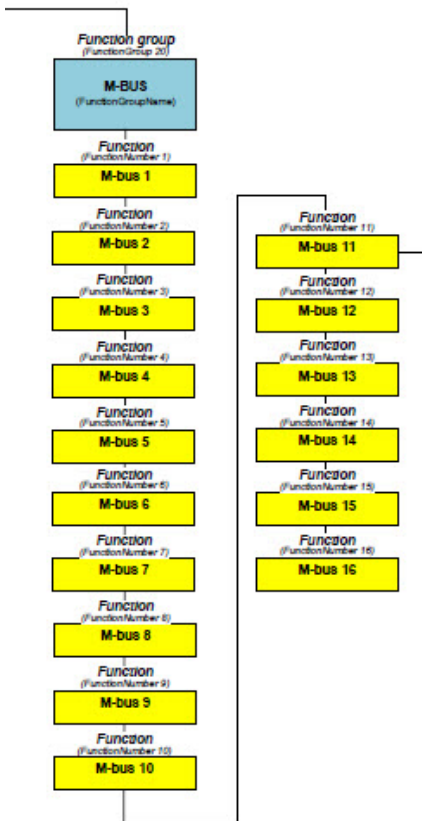 Function group
(FunctionGroup 20)
M-BUS
(FunctionGroupName)
Function
(FunctionNumber 1)
M-bus 1
Function
(FunctionNumber 2)
M-bus 2
Function
(FunctionNumber 3)
M-bus 3
Function
(FunctionNumber 4)
M-bus 4
Function
(FunctionNumber 5)
M-bus 5
Function
(FunctionNumber 6)
M-bus 6
Function
(FunctionNumber 7)
M-bus 7
Function
(FunctionNumber 8)
M-bus 8
Function
(FunctionNumber 9)
M-bus 9
Function
(FunctionNumber 10)
M-bus 10
Function
(FunctionNumber 11)
M-bus 11
Function
(FunctionNumber 12)
M-bus 12
Function
(FunctionNumber 13)
M-bus 13
Function
(FunctionNumber 14)
M-bus 14
Function
(FunctionNumber 15)
M-bus 15
Function
(FunctionNumber 16)
M-bus 16